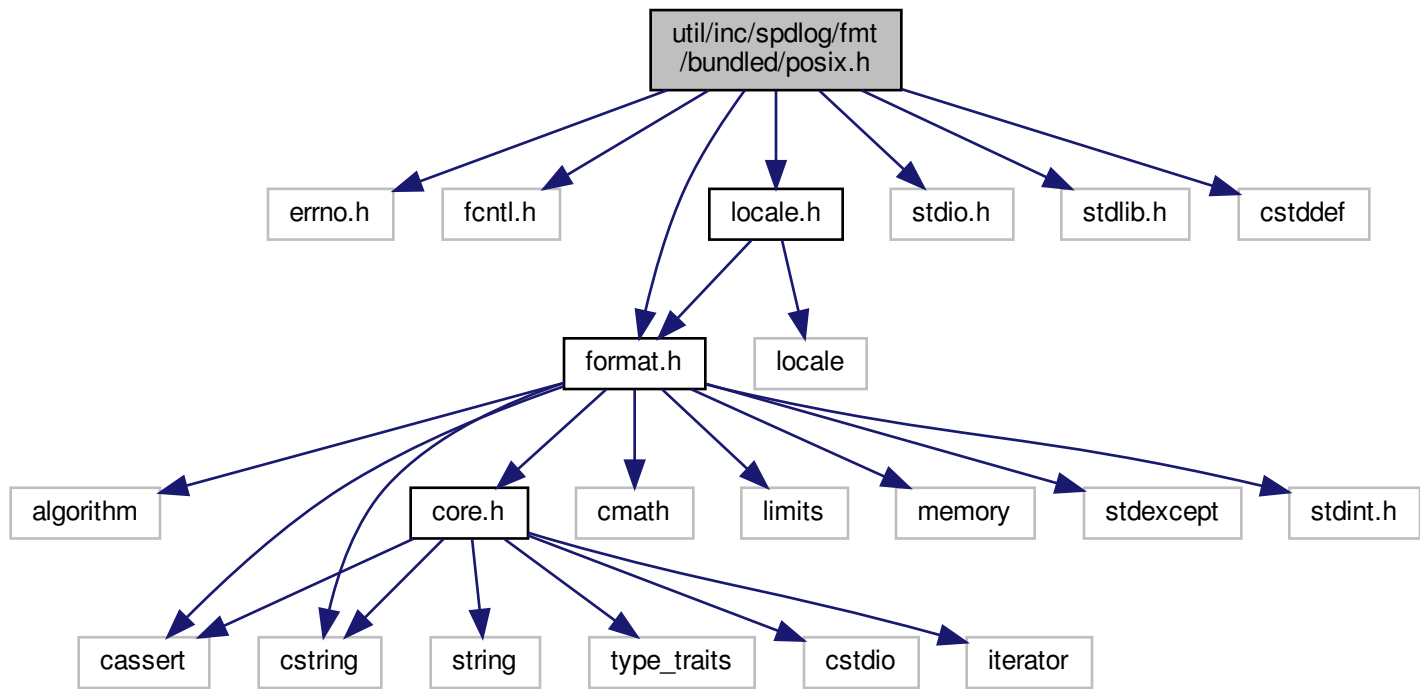 util/inc/spdlog/fmt
/bundled/posix.h
errno.h
fcntl.h
locale.h
stdio.h
stdlib.h
cstddef
format.h
locale
algorithm
core.h
cmath
limits
memory
stdexcept
stdint.h
cassert
cstring
string
type_traits
cstdio
iterator